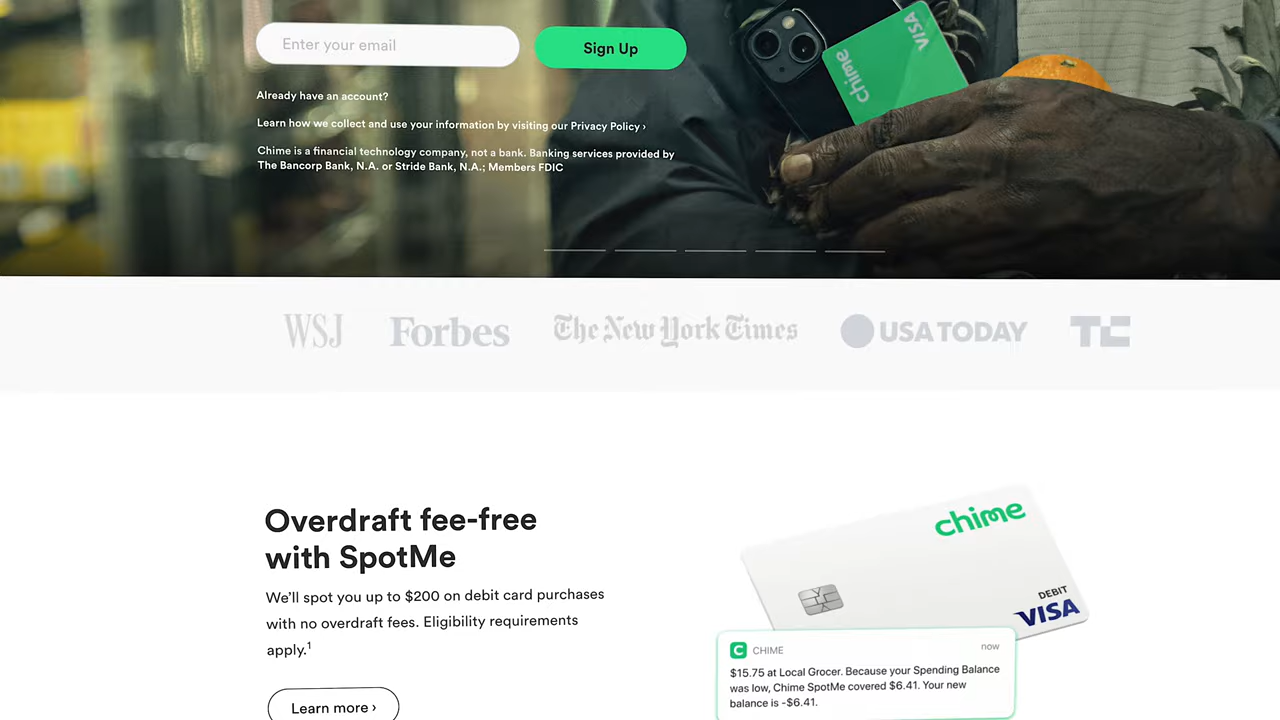 Enter your email
Sign Up
VISA
chime
Already have an account?
Learn how we collect and use your information by visiting our Privacy Policy ›
Chime is a financial technology company, not a bank. Banking services provided by
The Bancorp Bank, N.A. or Stride Bank, N.A.; Members FDIC
WSJ
Forbes
The New York Times
USA TODAY
TC
Overdraft fee-free
with SpotMe
We’ll spot you up to $200 on debit card purchases
with no overdraft fees. Eligibility requirements
apply.¹
Learn more ›
chime
DEBIT
VISA
C CHIME
now
$15.75 at Local Grocer. Because your Spending Balance
was low, Chime SpotMe covered $6.41. Your new
balance is -$6.41.